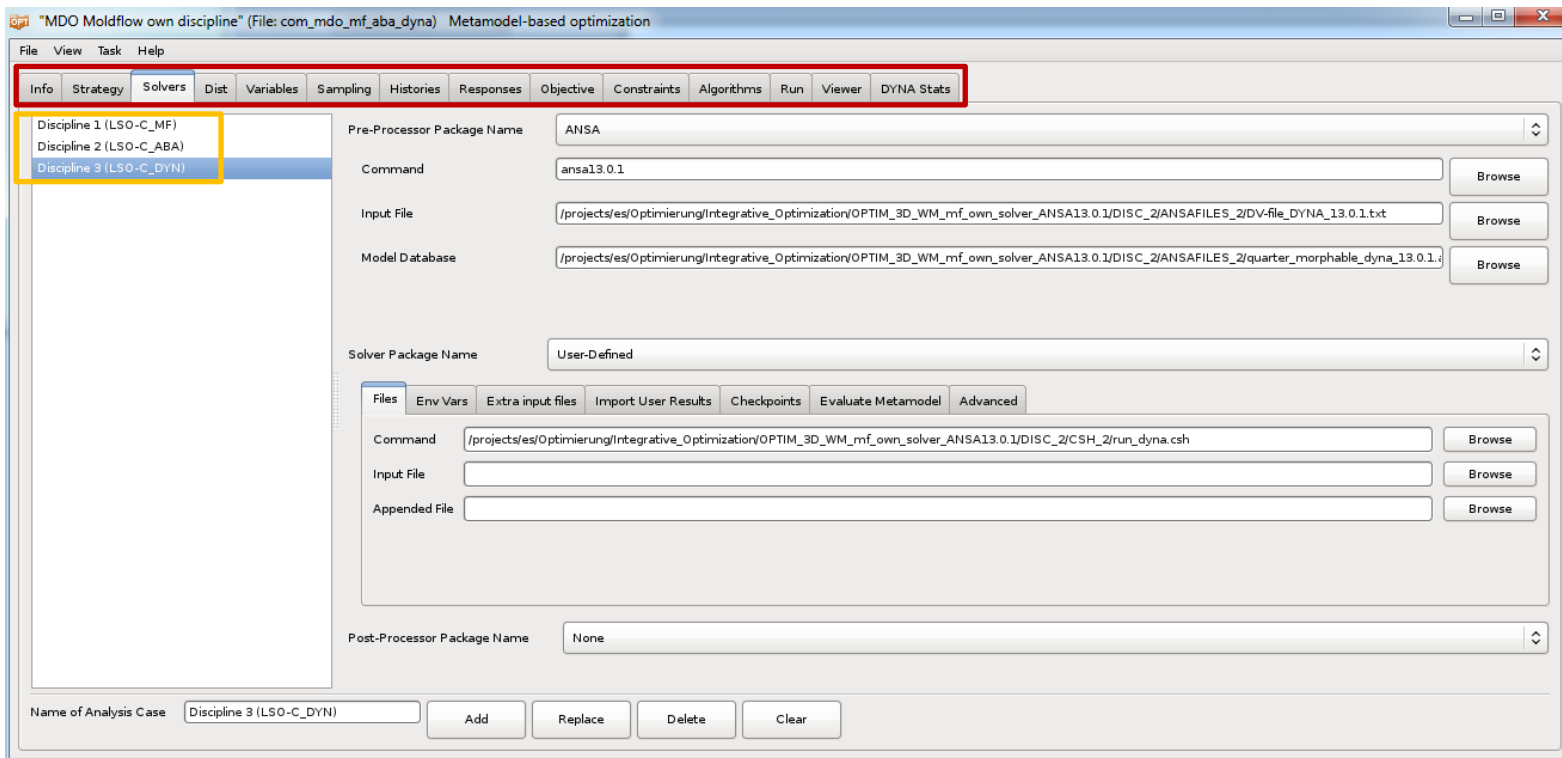 OPT "MDO Moldflow own discipline" (File: com_mdo_mf_aba_dyna) Metamodel-based optimization
File View Task Help
Info Strategy Solvers Dist Variables Sampling Histories Responses Objective Constraints Algorithms Run Viewer DYNA Stats
Discipline 1 (LSO-C_MF)
Discipline 2 (LSO-C_ABA)
Discipline 3 (LSO-C_DYN)
Pre-Processor Package Name ANSA
Command ansa13.0.1 Browse
Input File /projects/es/Optimierung/Integrative_Optimization/OPTIM_3D_WM_mf_own_solver_ANSA13.0.1/DISC_2/ANSAFILES_2/DV-file_DYNA_13.0.1.txt Browse
Model Database /projects/es/Optimierung/Integrative_Optimization/OPTIM_3D_WM_mf_own_solver_ANSA13.0.1/DISC_2/ANSAFILES_2/quarter_morphable_dyna_13.0.1. Browse
Solver Package Name User-Defined
Files Env Vars Extra input files Import User Results Checkpoints Evaluate Metamodel Advanced
Command /projects/es/Optimierung/Integrative_Optimization/OPTIM_3D_WM_mf_own_solver_ANSA13.0.1/DISC_2/CSH_2/run_dyna.csh Browse
Input File Browse
Appended File Browse
Post-Processor Package Name None
Name of Analysis Case Discipline 3 (LSO-C_DYN) Add Replace Delete Clear